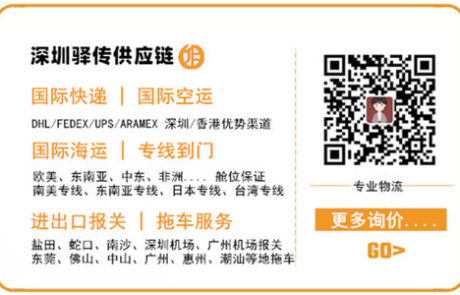 深圳驿传供应链
国际快递 | 国际空运
DHL/FEDEX/UPS/ARAMEX 深圳/香港优势渠道
国际海运 | 专线到门
欧美、东南亚、中东、非洲.... 舱位保证
南美专线、东南亚专线、日本专线、台湾专线
进出口报关 | 拖车服务
盐田、蛇口、南沙、深圳机场、广州机场报关
东莞、佛山、中山、广州、惠州、潮汕等地拖车
专业物流
更多询价....
GO>